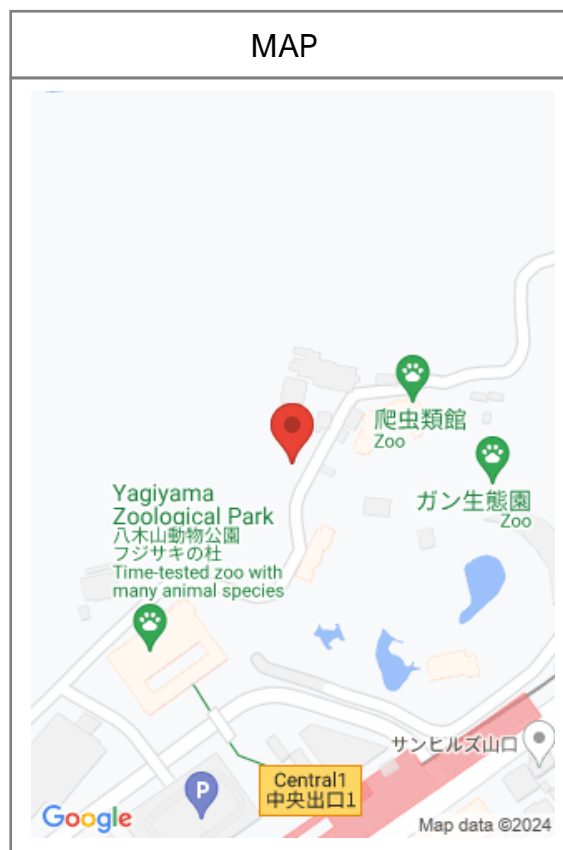 MAP
爬虫類館
Zoo
ガン生態園
Zoo
Yagiyama
Zoological Park
八木山動物公園
フジサキの杜
Time-tested zoo with
many animal species
サンヒルズ山口
P
Central1
中央出口1
Google
Map data ©2024